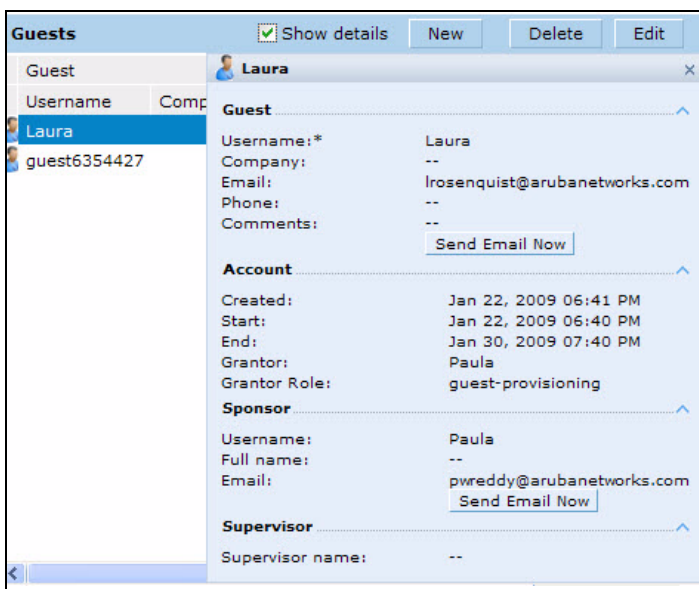 Guests Show details New Delete Edit
Guest
Username Comp
Laura
guest6354427
Laura
Guest
Username:* Laura
Company: --
Email: lrosenquist@arubanetworks.com
Phone: --
Comments: --
Send Email Now
Account
Created: Jan 22, 2009 06:41 PM
Start: Jan 22, 2009 06:40 PM
End: Jan 30, 2009 07:40 PM
Grantor: Paula
Grantor Role: guest-provisioning
Sponsor
Username: Paula
Full name: --
Email: pwreddy@arubanetworks.com
Send Email Now
Supervisor
Supervisor name: --